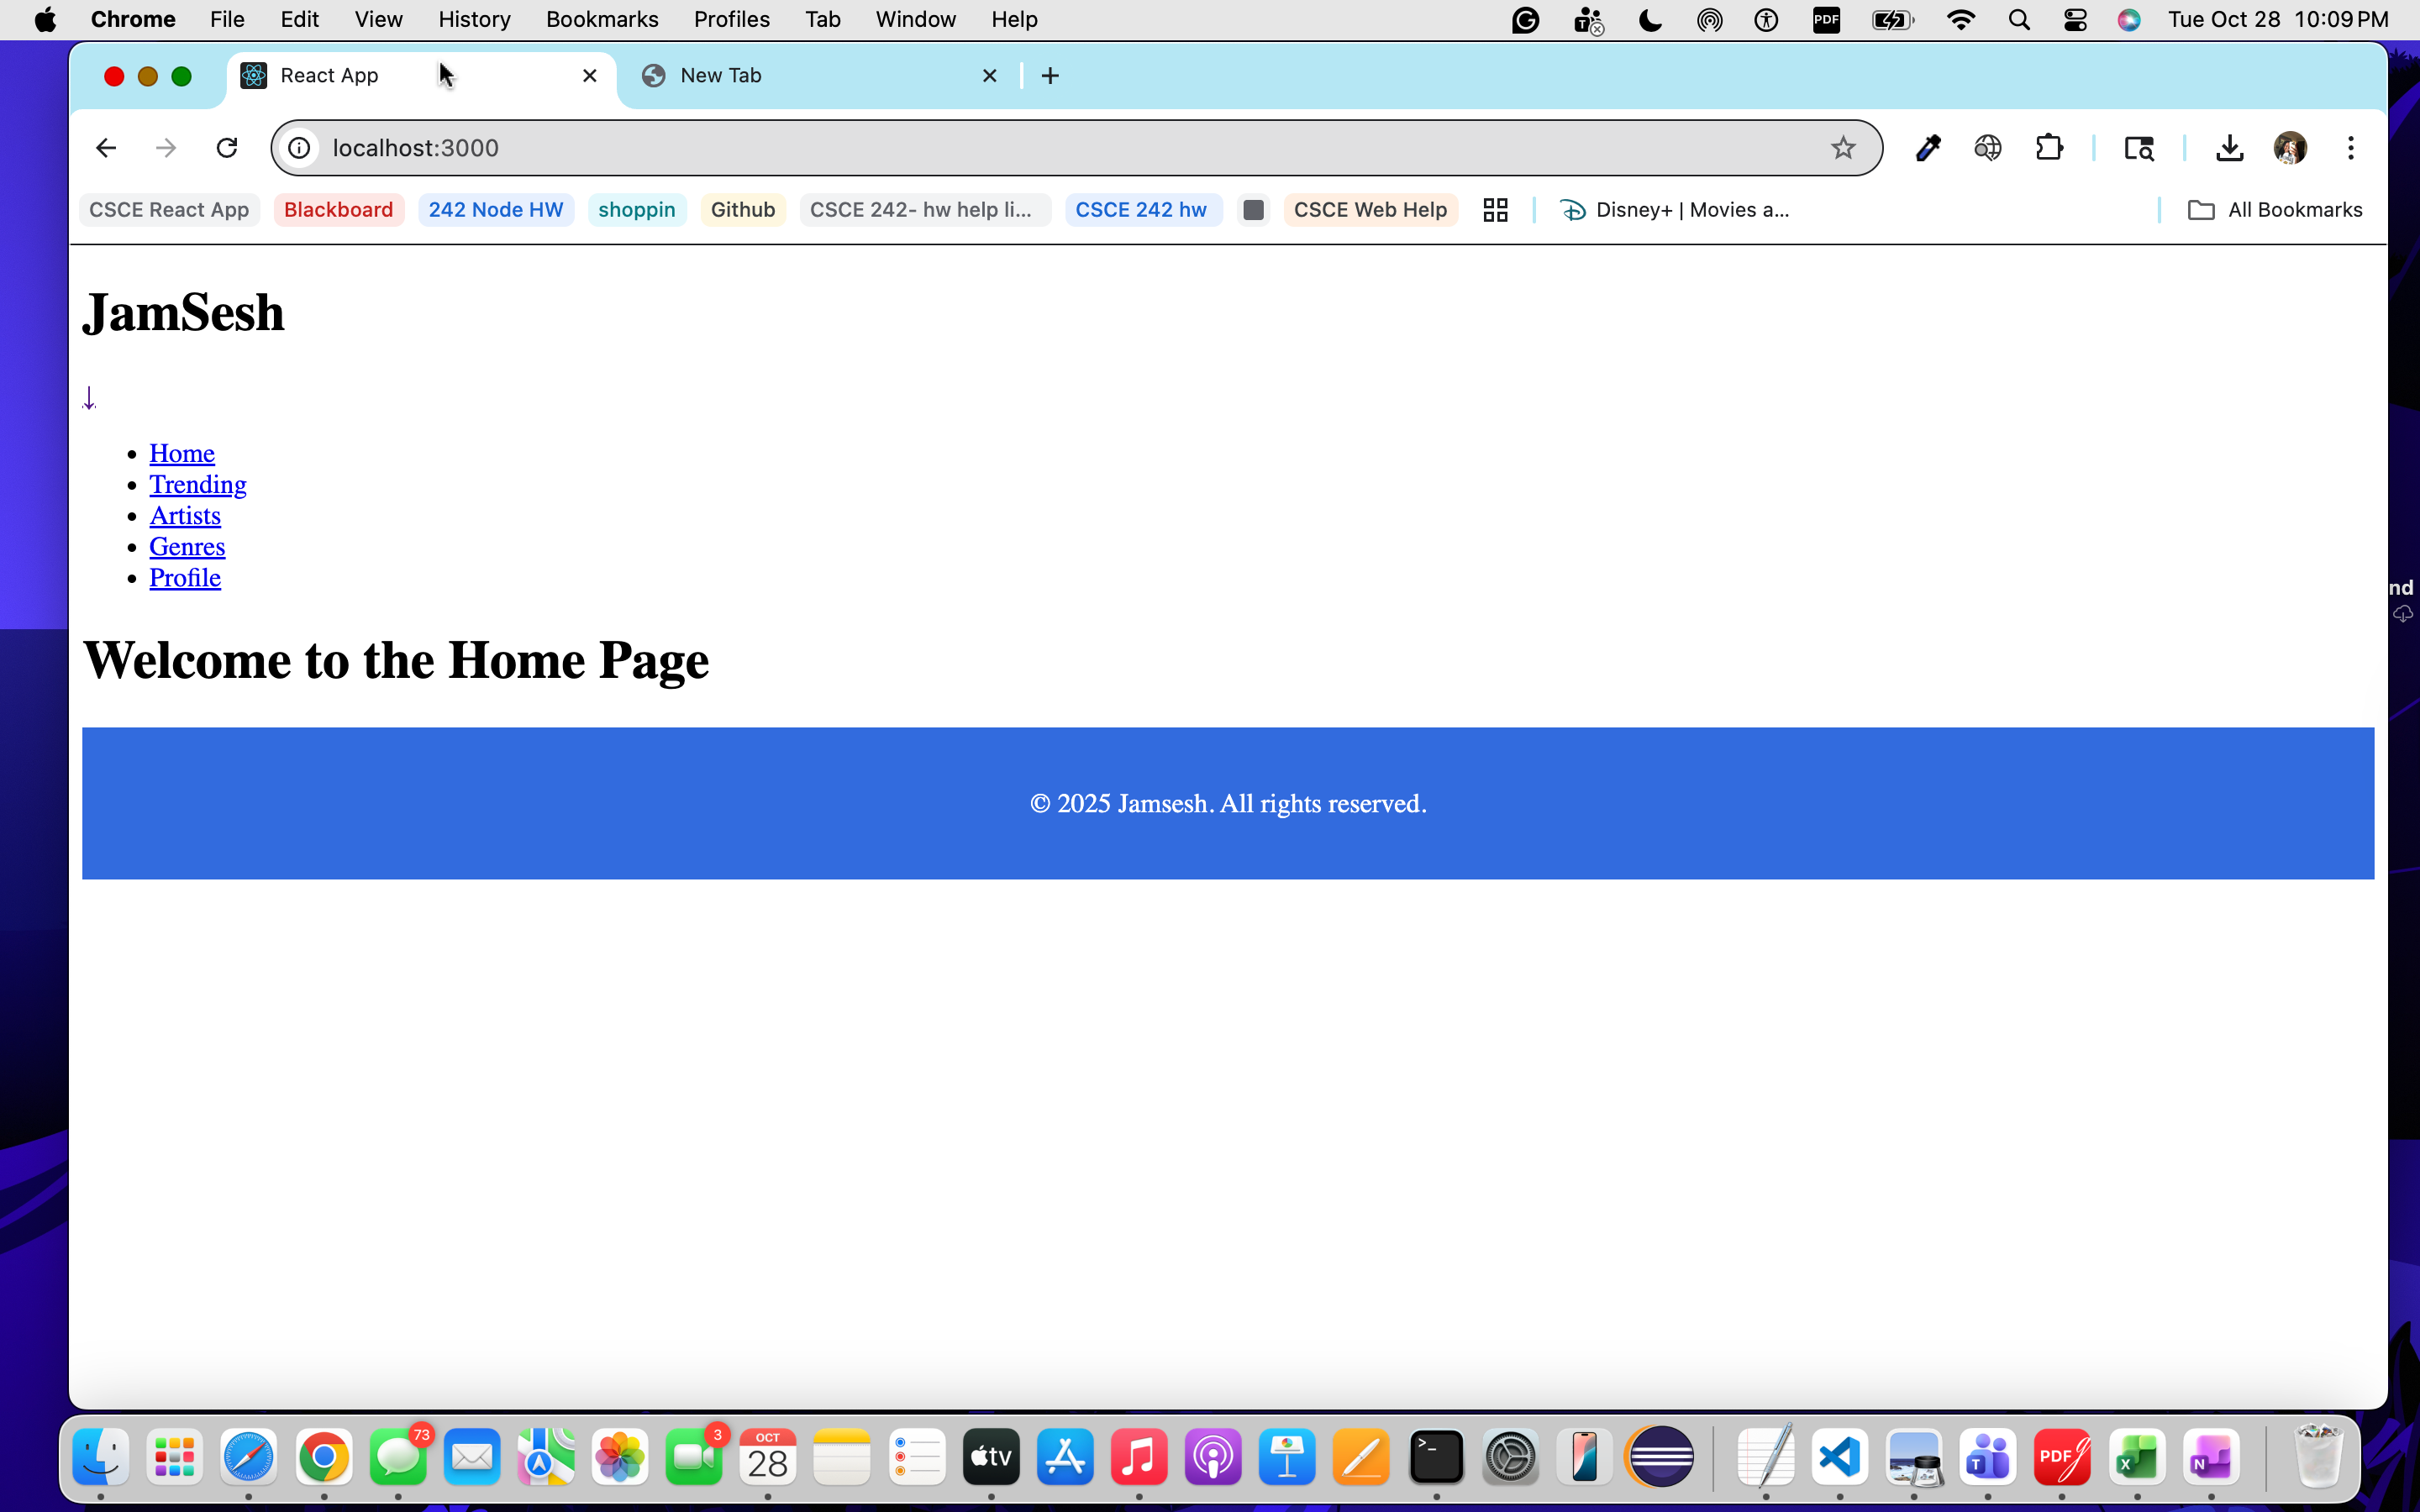 Chrome File Edit View History Bookmarks Profiles Tab Window Help PDF Tue Oct 28 10:09 PM
React App New Tab
localhost:3000
CSCE React App Blackboard 242 Node HW shoppin Github CSCE 242- hw help li... CSCE 242 hw CSCE Web Help Disney+ | Movies a... All Bookmarks
JamSesh
↓
• Home
• Trending
• Artists
• Genres
• Profile
nd
Welcome to the Home Page
© 2025 Jamsesh. All rights reserved.
73 3 OCT 28 tv >_ T PDF X N